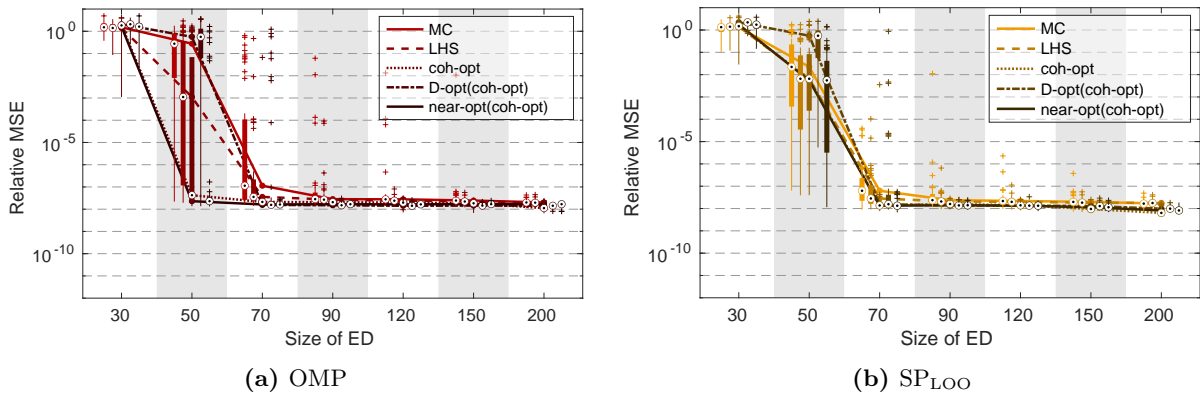 10^0
10^-5
10^-10
Relative MSE
30 50 70 90 120 150 200
Size of ED
MC
LHS
coh-opt
D-opt(coh-opt)
near-opt(coh-opt)
(a) OMP
10^0
10^-5
10^-10
Relative MSE
30 50 70 90 120 150 200
Size of ED
MC
LHS
coh-opt
D-opt(coh-opt)
near-opt(coh-opt)
(b) SP_LOO